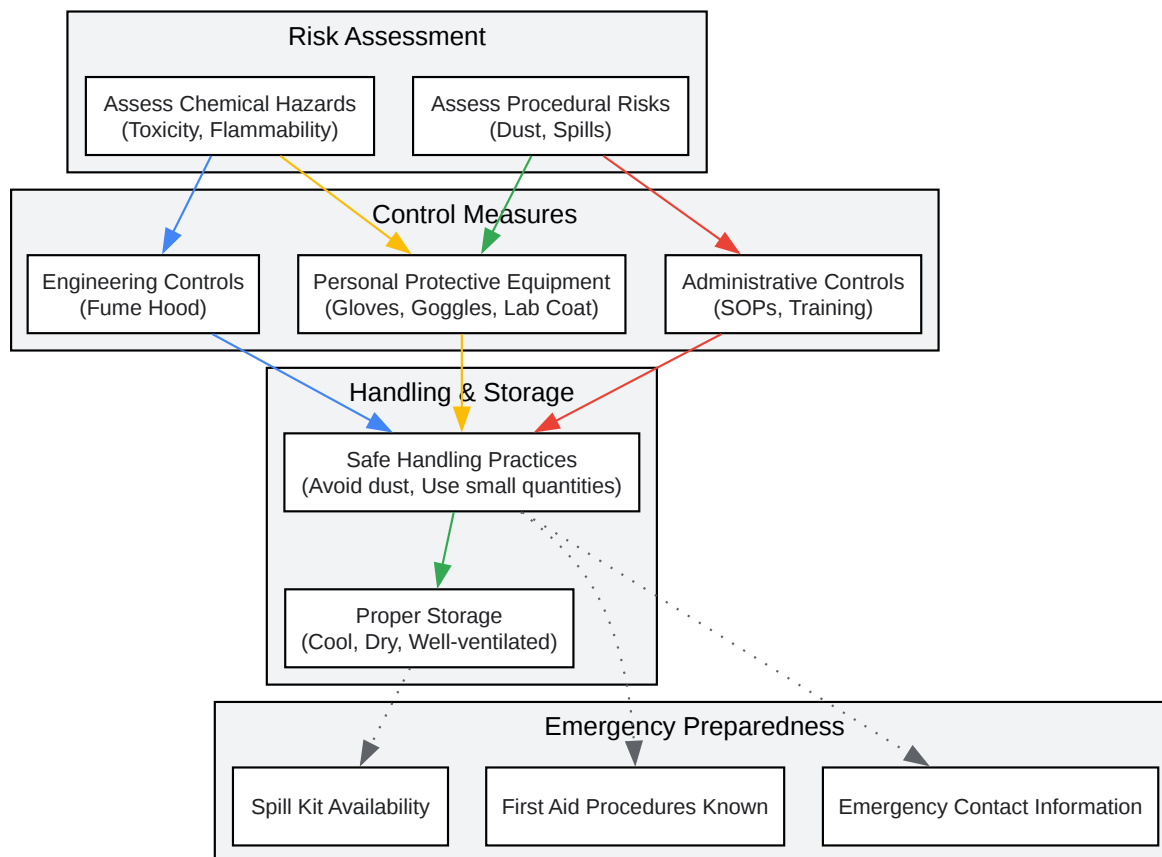 Risk Assessment
Assess Chemical Hazards
(Toxicity, Flammability)
Assess Procedural Risks
(Dust, Spills)
Control Measures
Engineering Controls
(Fume Hood)
Personal Protective Equipment
(Gloves, Goggles, Lab Coat)
Administrative Controls
(SOPs, Training)
Handling & Storage
Safe Handling Practices
(Avoid dust, Use small quantities)
Proper Storage
(Cool, Dry, Well-ventilated)
Emergency Preparedness
Spill Kit Availability
First Aid Procedures Known
Emergency Contact Information